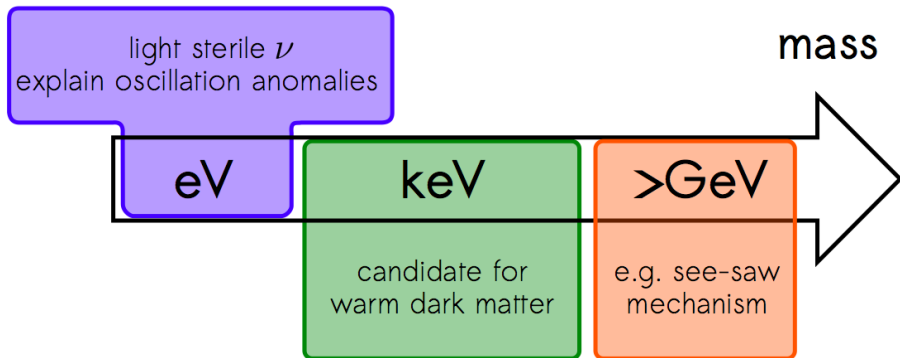 light sterile ν
explain oscillation anomalies
mass
eV
keV
>GeV
candidate for
warm dark matter
e.g. see-saw
mechanism